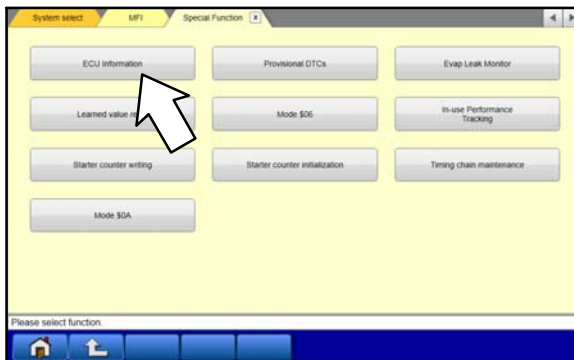 System select MFI Special Function x
ECU Information Provisional DTCs Evap Leak Monitor
Learned value Mode $06 In-use Performance
Tracking
Starter counter writing Starter counter initialization Timing chain maintenance
Mode $0A
Please select function.